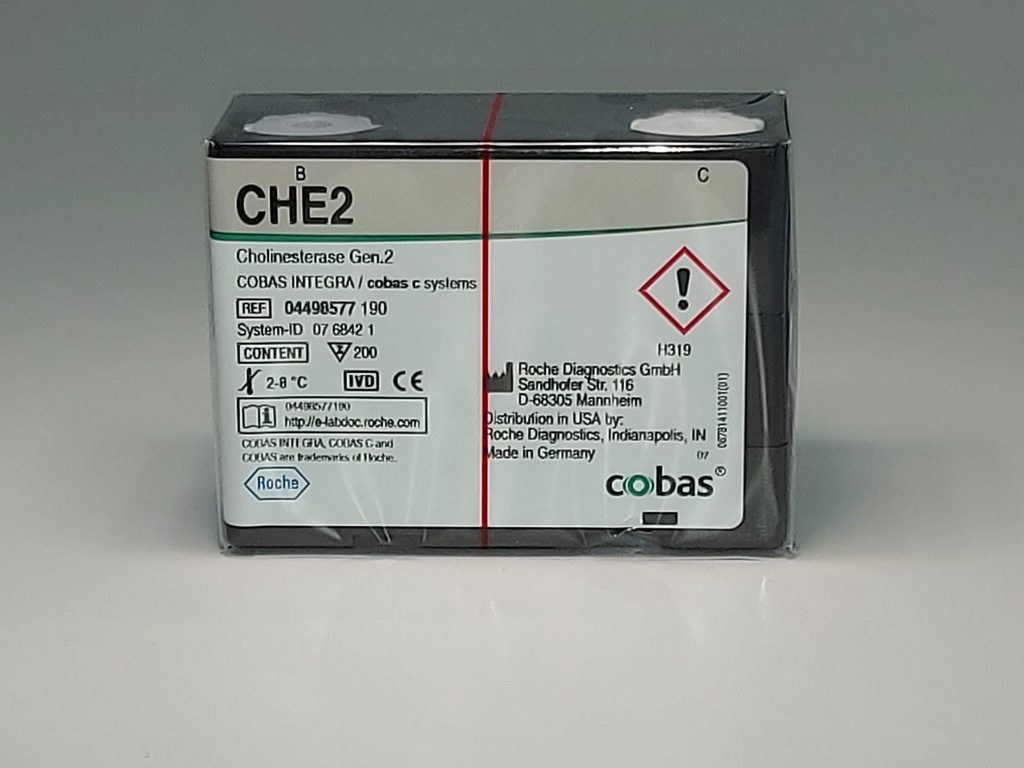 B
C
CHE2
Cholinesterase Gen.2
COBAS INTEGRA / cobas c systems
REF 04498577 190
System-ID 07 6842 1
CONTENT Σ 200
2-8 °C IVD CE
i 04498577190
http://e-labdoc.roche.com
COBAS INTEGRA, COBAS C and
COBAS are trademarks of Roche.
Roche
!
H319
Roche Diagnostics GmbH
Sandhofer Str. 116
D-68305 Mannheim
Distribution in USA by:
Roche Diagnostics, Indianapolis, IN
Made in Germany
07
cobas®